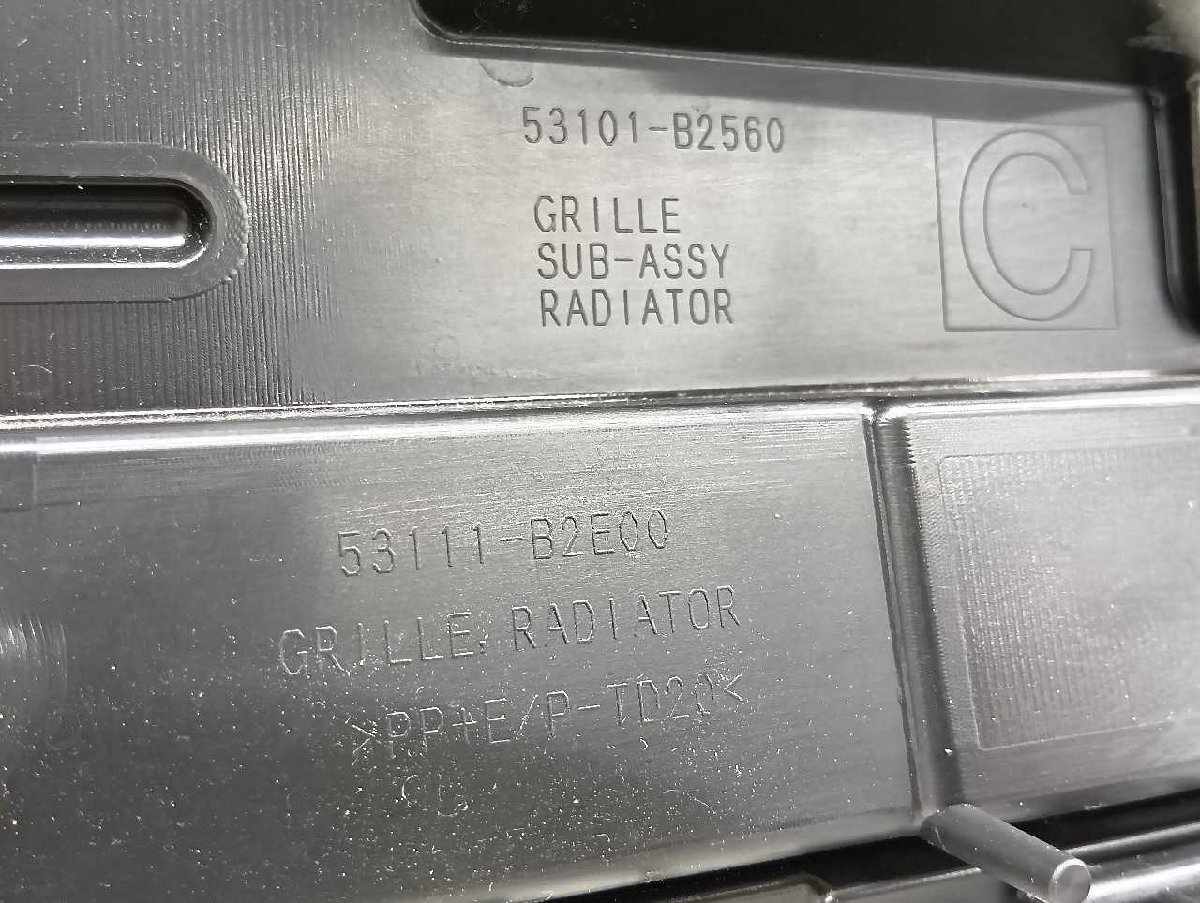 53101-B2560
GRILLE
SUB-ASSY
RADIATOR
C
53111-B2E00
GRILLE, RADIATOR
>PP+E/P-TD20<